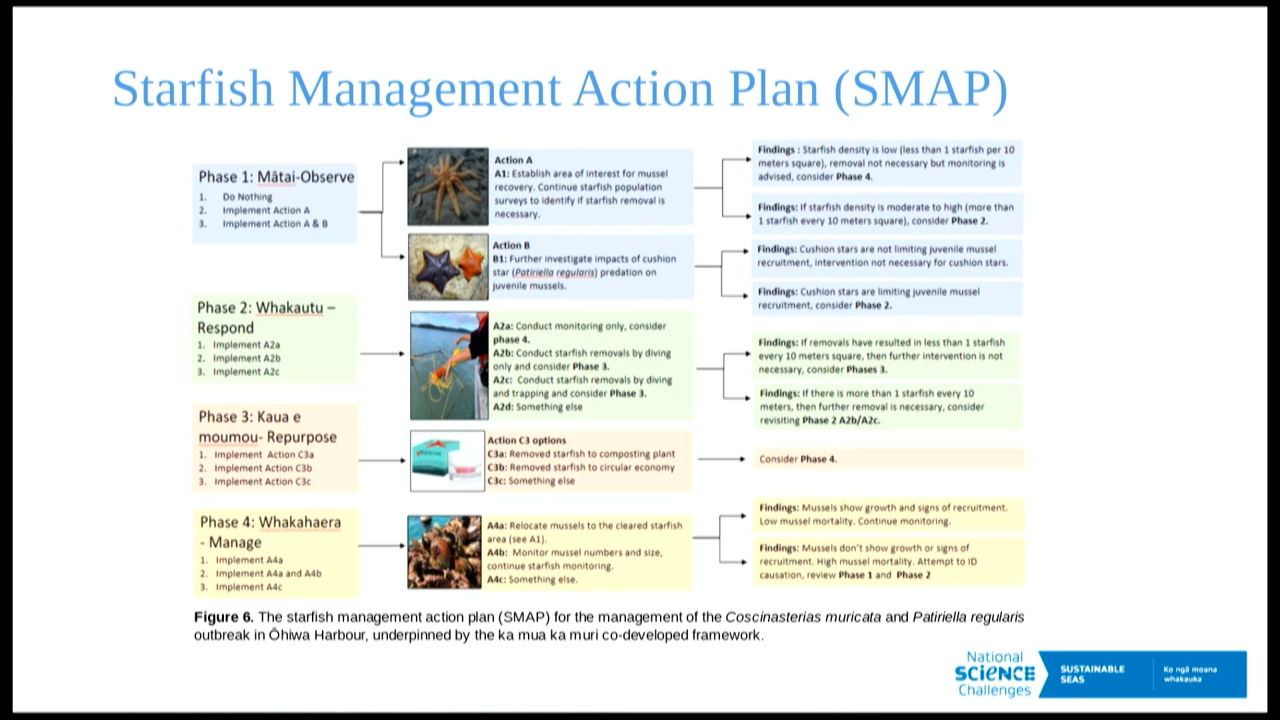 Starfish Management Action Plan (SMAP)
Phase 1: Mātai-Observe
1. Do Nothing
2. Implement Action A
3. Implement Action A & B
Action A
A1: Establish area of interest for mussel
recovery. Continue starfish population
surveys to identify if starfish removal is
necessary.
Findings : Starfish density is low (less than 1 starfish per 10
meters square), removal not necessary but monitoring is
advised, consider Phase 4.
Findings: If starfish density is moderate to high (more than
1 starfish every 10 meters square), consider Phase 2.
Action B
B1: Further investigate impacts of cushion
star (Patiriella regularis) predation on
juvenile mussels.
Findings: Cushion stars are not limiting juvenile mussel
recruitment, intervention not necessary for cushion stars.
Findings: Cushion stars are limiting juvenile mussel
recruitment, consider Phase 2.
Phase 2: Whakautu –
Respond
1. Implement A2a
2. Implement A2b
3. Implement A2c
A2a: Conduct monitoring only, consider
phase 4.
A2b: Conduct starfish removals by diving
only and consider Phase 3.
A2c: Conduct starfish removals by diving
and trapping and consider Phase 3.
A2d: Something else
Findings: If removals have resulted in less than 1 starfish
every 10 meters square, then further intervention is not
necessary, consider Phases 3.
Findings: If there is more than 1 starfish every 10
meters, then further removal is necessary, consider
revisiting Phase 2 A2b/A2c.
Phase 3: Kaua e
moumou- Repurpose
1. Implement Action C3a
2. Implement Action C3b
3. Implement Action C3c
Action C3 options
C3a: Removed starfish to composting plant
C3b: Removed starfish to circular economy
C3c: Something else
Consider Phase 4.
Phase 4: Whakahaera
- Manage
1. Implement A4a
2. Implement A4a and A4b
3. Implement A4c
A4a: Relocate mussels to the cleared starfish
area (see A1).
A4b: Monitor mussel numbers and size,
continue starfish monitoring.
A4c: Something else.
Findings: Mussels show growth and signs of recruitment.
Low mussel mortality. Continue monitoring.
Findings: Mussels don't show growth or signs of
recruitment. High mussel mortality. Attempt to ID
causation, review Phase 1 and Phase 2
Figure 6. The starfish management action plan (SMAP) for the management of the Coscinasterias muricata and Patiriella regularis
outbreak in Ōhiwa Harbour, underpinned by the ka mua ka muri co-developed framework.
National
SCIENCE
Challenges
SUSTAINABLE
SEAS
Ko ngā moana
whakauka